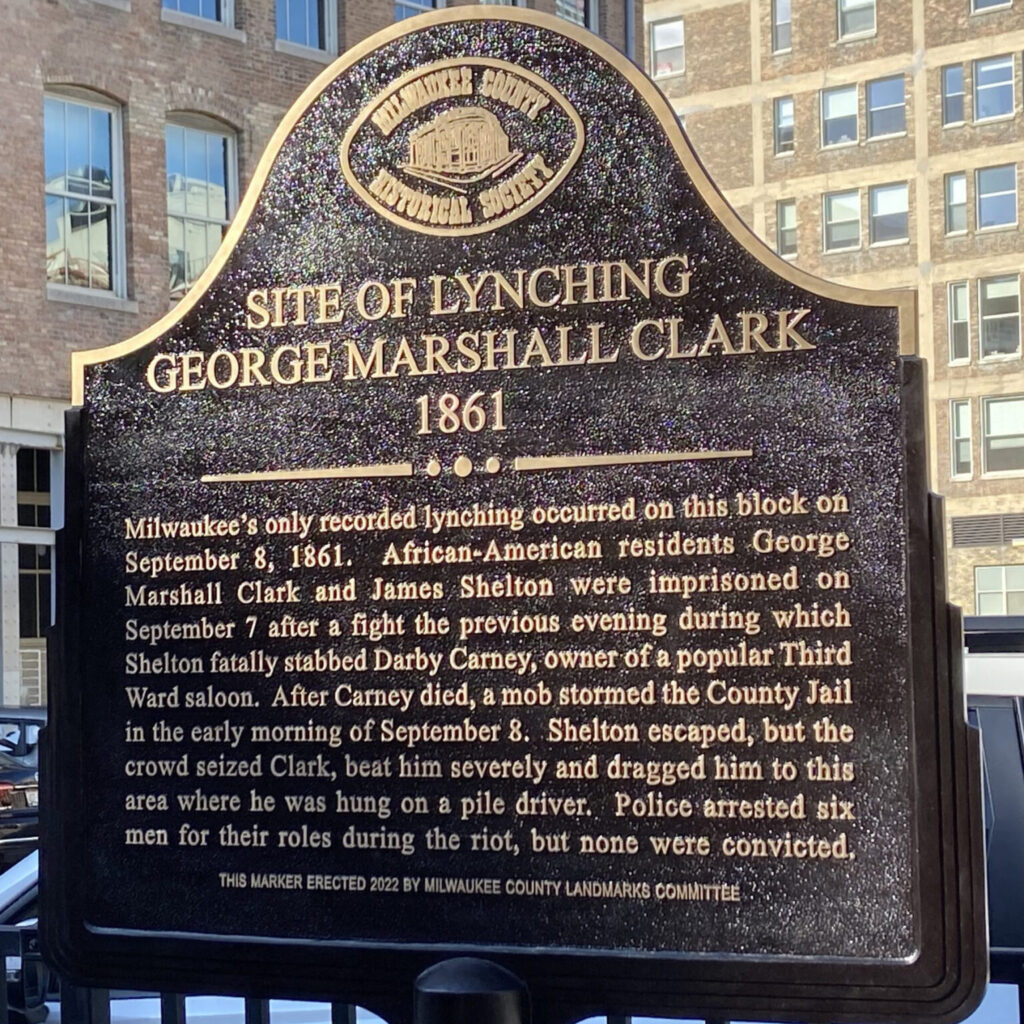 MILWAUKEE COUNTY
HISTORICAL SOCIETY
SITE OF LYNCHING
GEORGE MARSHALL CLARK
1861
Milwaukee's only recorded lynching occurred on this block on
September 8, 1861. African-American residents George
Marshall Clark and James Shelton were imprisoned on
September 7 after a fight the previous evening during which
Shelton fatally stabbed Darby Carney, owner of a popular Third
Ward saloon. After Carney died, a mob stormed the County Jail
in the early morning of September 8. Shelton escaped, but the
crowd seized Clark, beat him severely and dragged him to this
area where he was hung on a pile driver. Police arrested six
men for their roles during the riot, but none were convicted.
THIS MARKER ERECTED 2022 BY MILWAUKEE COUNTY LANDMARKS COMMITTEE